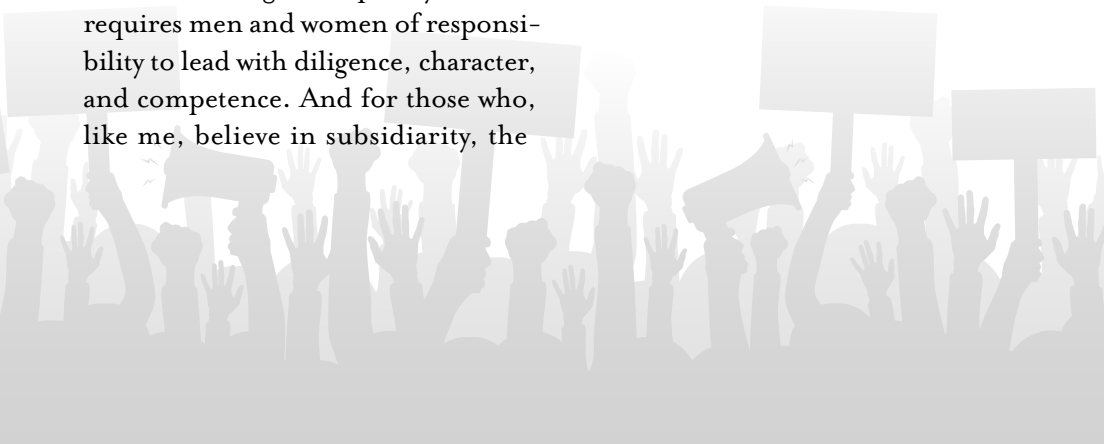 requires men and women of responsi-
bility to lead with diligence, character,
and competence. And for those who,
like me, believe in subsidiarity, the